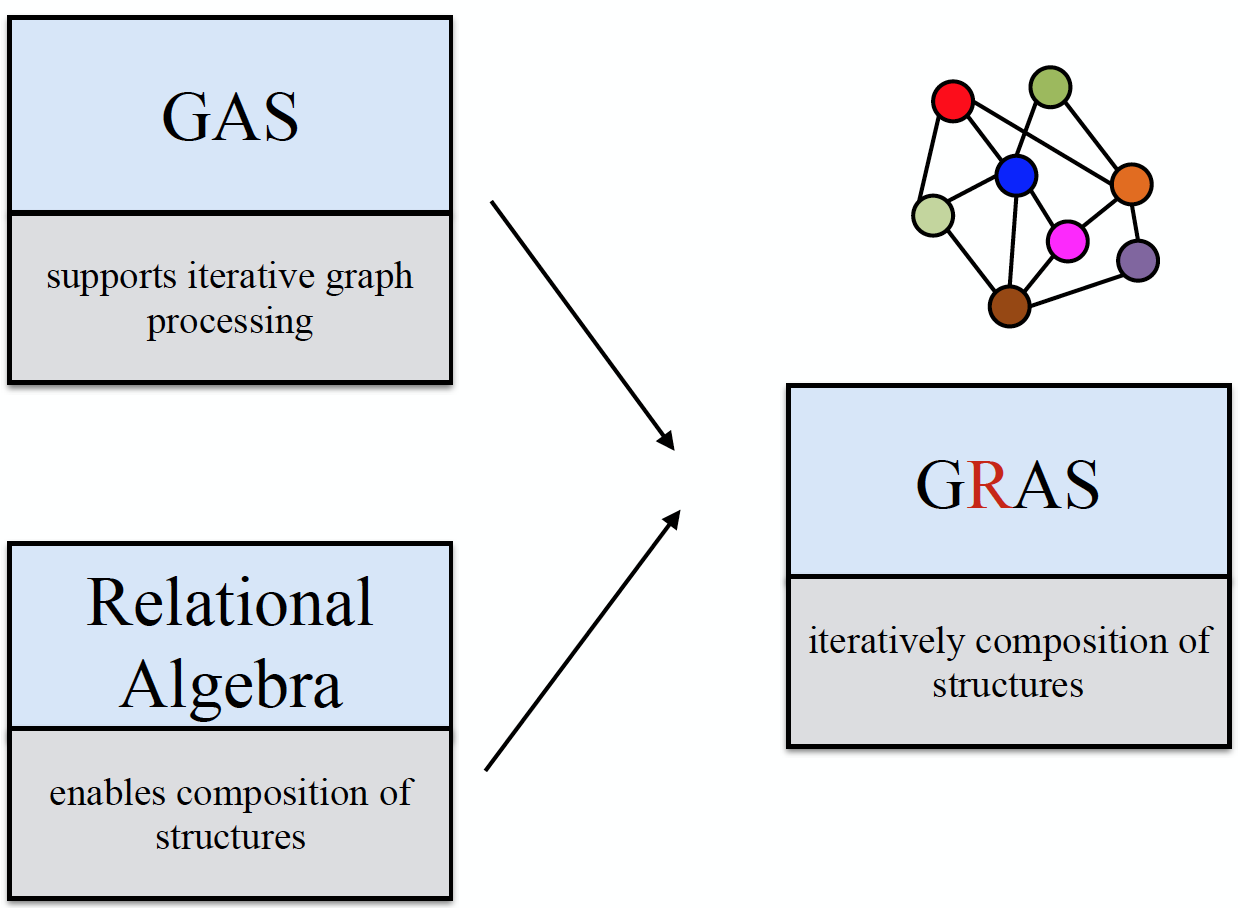 GAS
supports iterative graph
processing
Relational
Algebra
enables composition of
structures
GRAS
iteratively composition of
structures